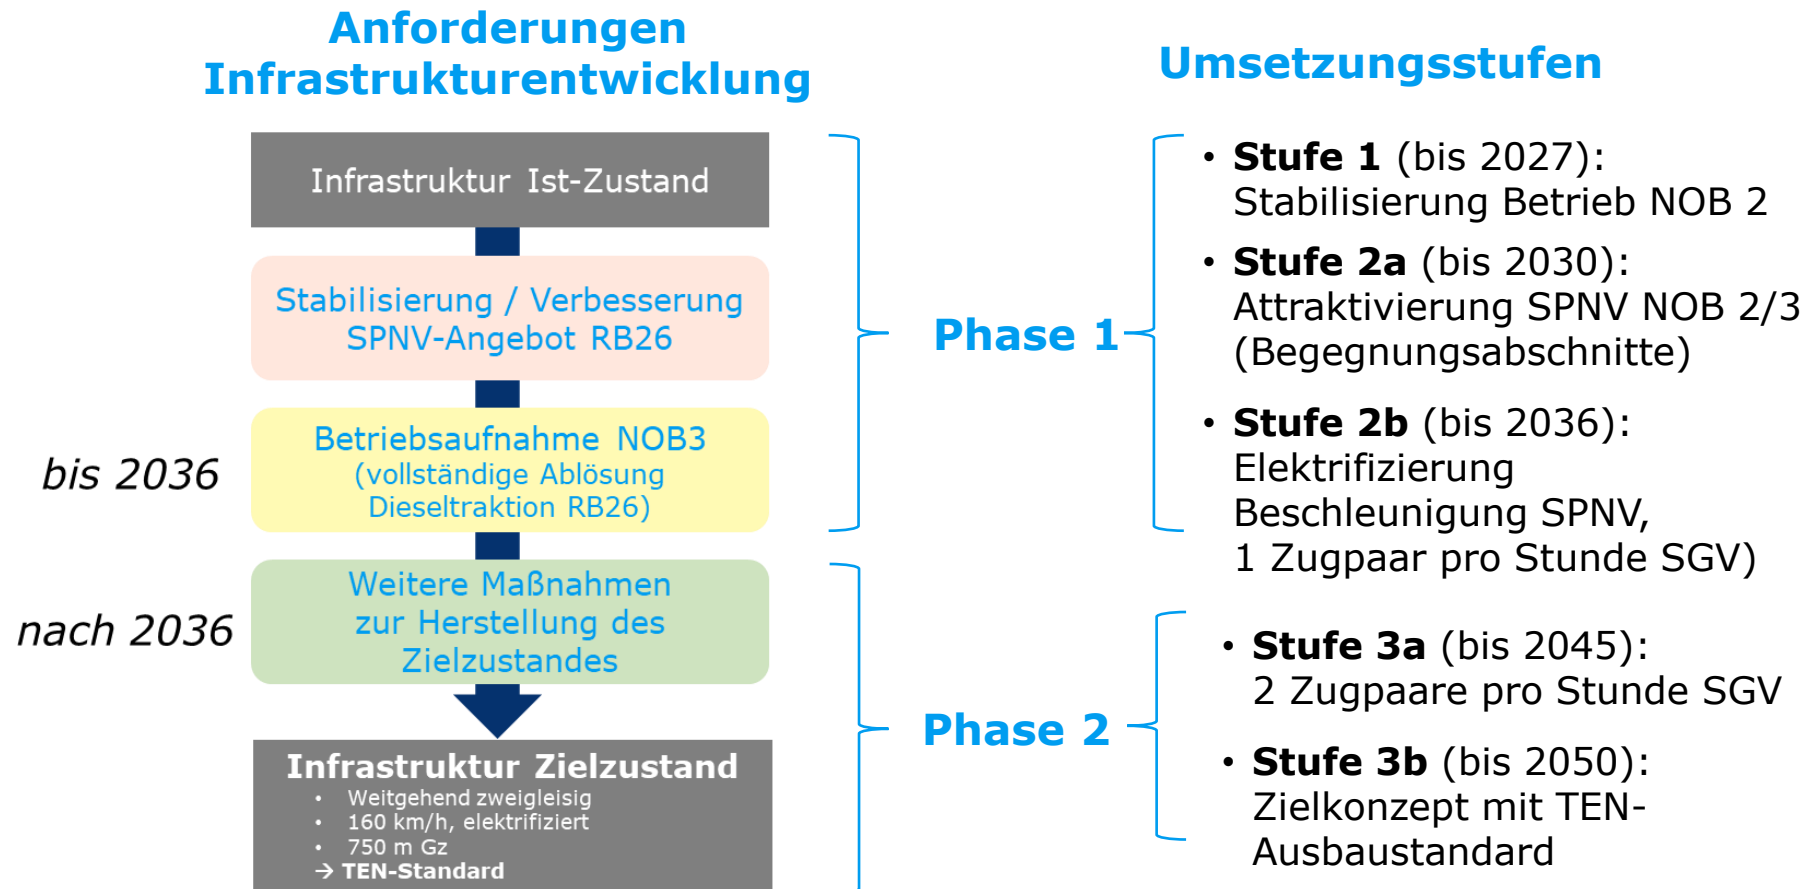 Anforderungen
Infrastrukturentwicklung
Infrastruktur Ist-Zustand
Stabilisierung / Verbesserung
SPNV-Angebot RB26
bis 2036
Betriebsaufnahme NOB3
(vollständige Ablösung
Dieseltraktion RB26)
nach 2036
Weitere Maßnahmen
zur Herstellung des
Zielzustandes
Infrastruktur Zielzustand
• Weitgehend zweigleisig
• 160 km/h, elektrifiziert
• 750 m Gz
→ TEN-Standard
Phase 1
Phase 2
Umsetzungsstufen
• Stufe 1 (bis 2027):
Stabilisierung Betrieb NOB 2
• Stufe 2a (bis 2030):
Attraktivierung SPNV NOB 2/3
(Begegnungsabschnitte)
• Stufe 2b (bis 2036):
Elektrifizierung
Beschleunigung SPNV,
1 Zugpaar pro Stunde SGV)
• Stufe 3a (bis 2045):
2 Zugpaare pro Stunde SGV
• Stufe 3b (bis 2050):
Zielkonzept mit TEN-
Ausbaustandard